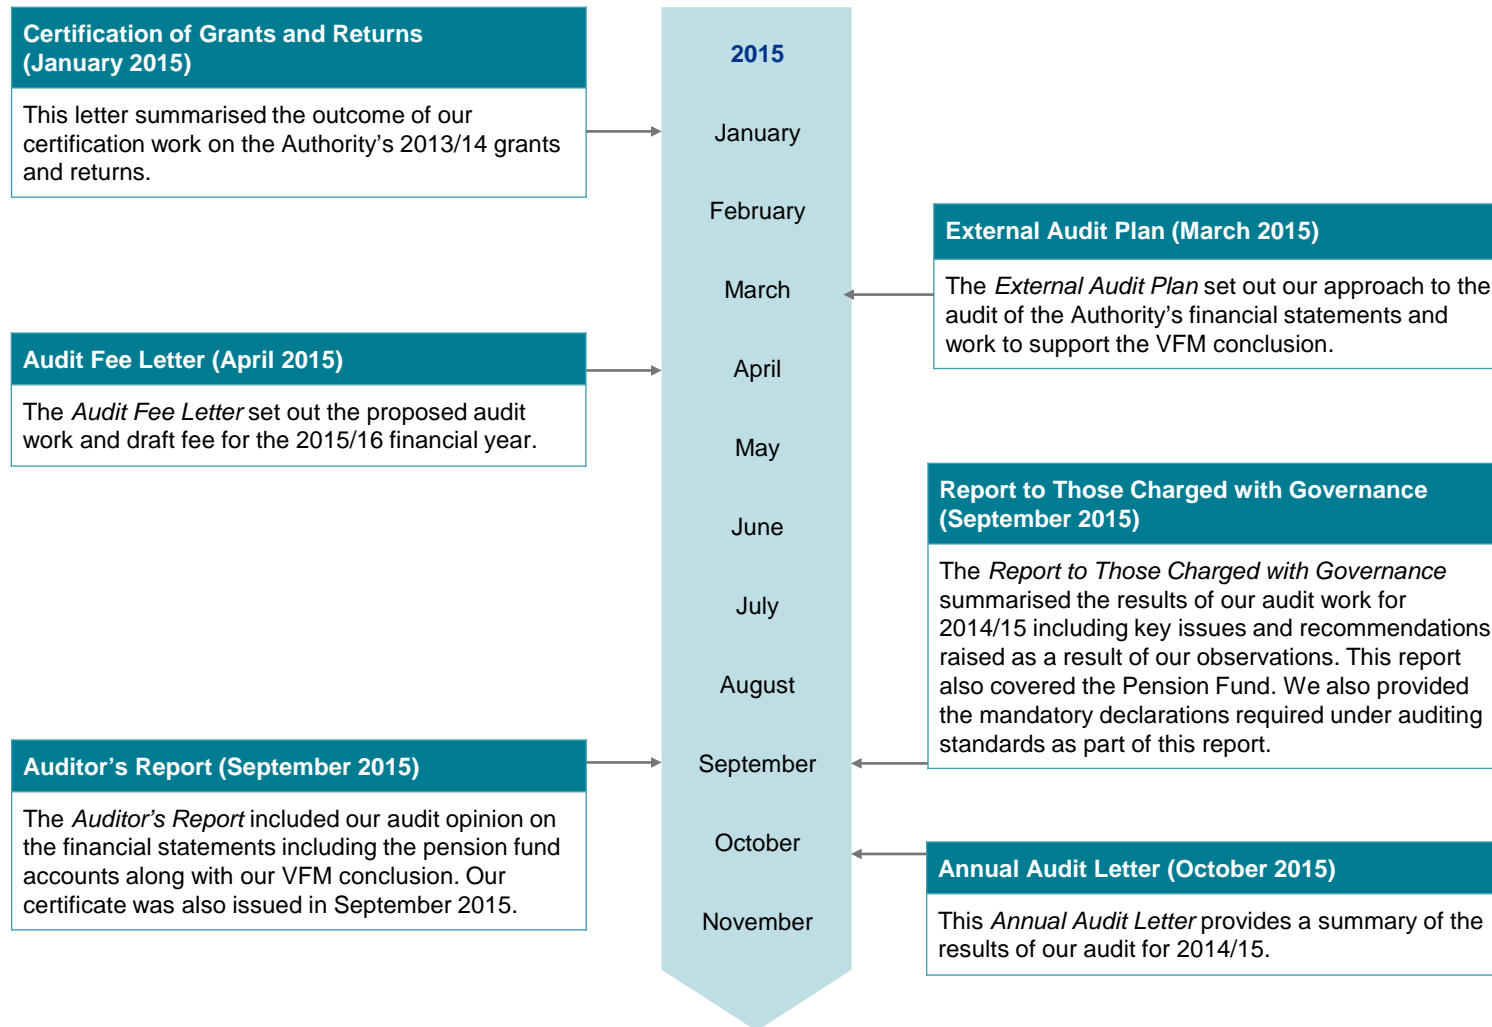 Certification of Grants and Returns
(January 2015)
This letter summarised the outcome of our
certification work on the Authority's 2013/14 grants
and returns.
Audit Fee Letter (April 2015)
The Audit Fee Letter set out the proposed audit
work and draft fee for the 2015/16 financial year.
Auditor's Report (September 2015)
The Auditor's Report included our audit opinion on
the financial statements including the pension fund
accounts along with our VFM conclusion. Our
certificate was also issued in September 2015.
2015
January
February
March
April
May
June
July
August
September
October
November
External Audit Plan (March 2015)
The External Audit Plan set out our approach to the
audit of the Authority's financial statements and
work to support the VFM conclusion.
Report to Those Charged with Governance
(September 2015)
The Report to Those Charged with Governance
summarised the results of our audit work for
2014/15 including key issues and recommendations
raised as a result of our observations. This report
also covered the Pension Fund. We also provided
the mandatory declarations required under auditing
standards as part of this report.
Annual Audit Letter (October 2015)
This Annual Audit Letter provides a summary of the
results of our audit for 2014/15.